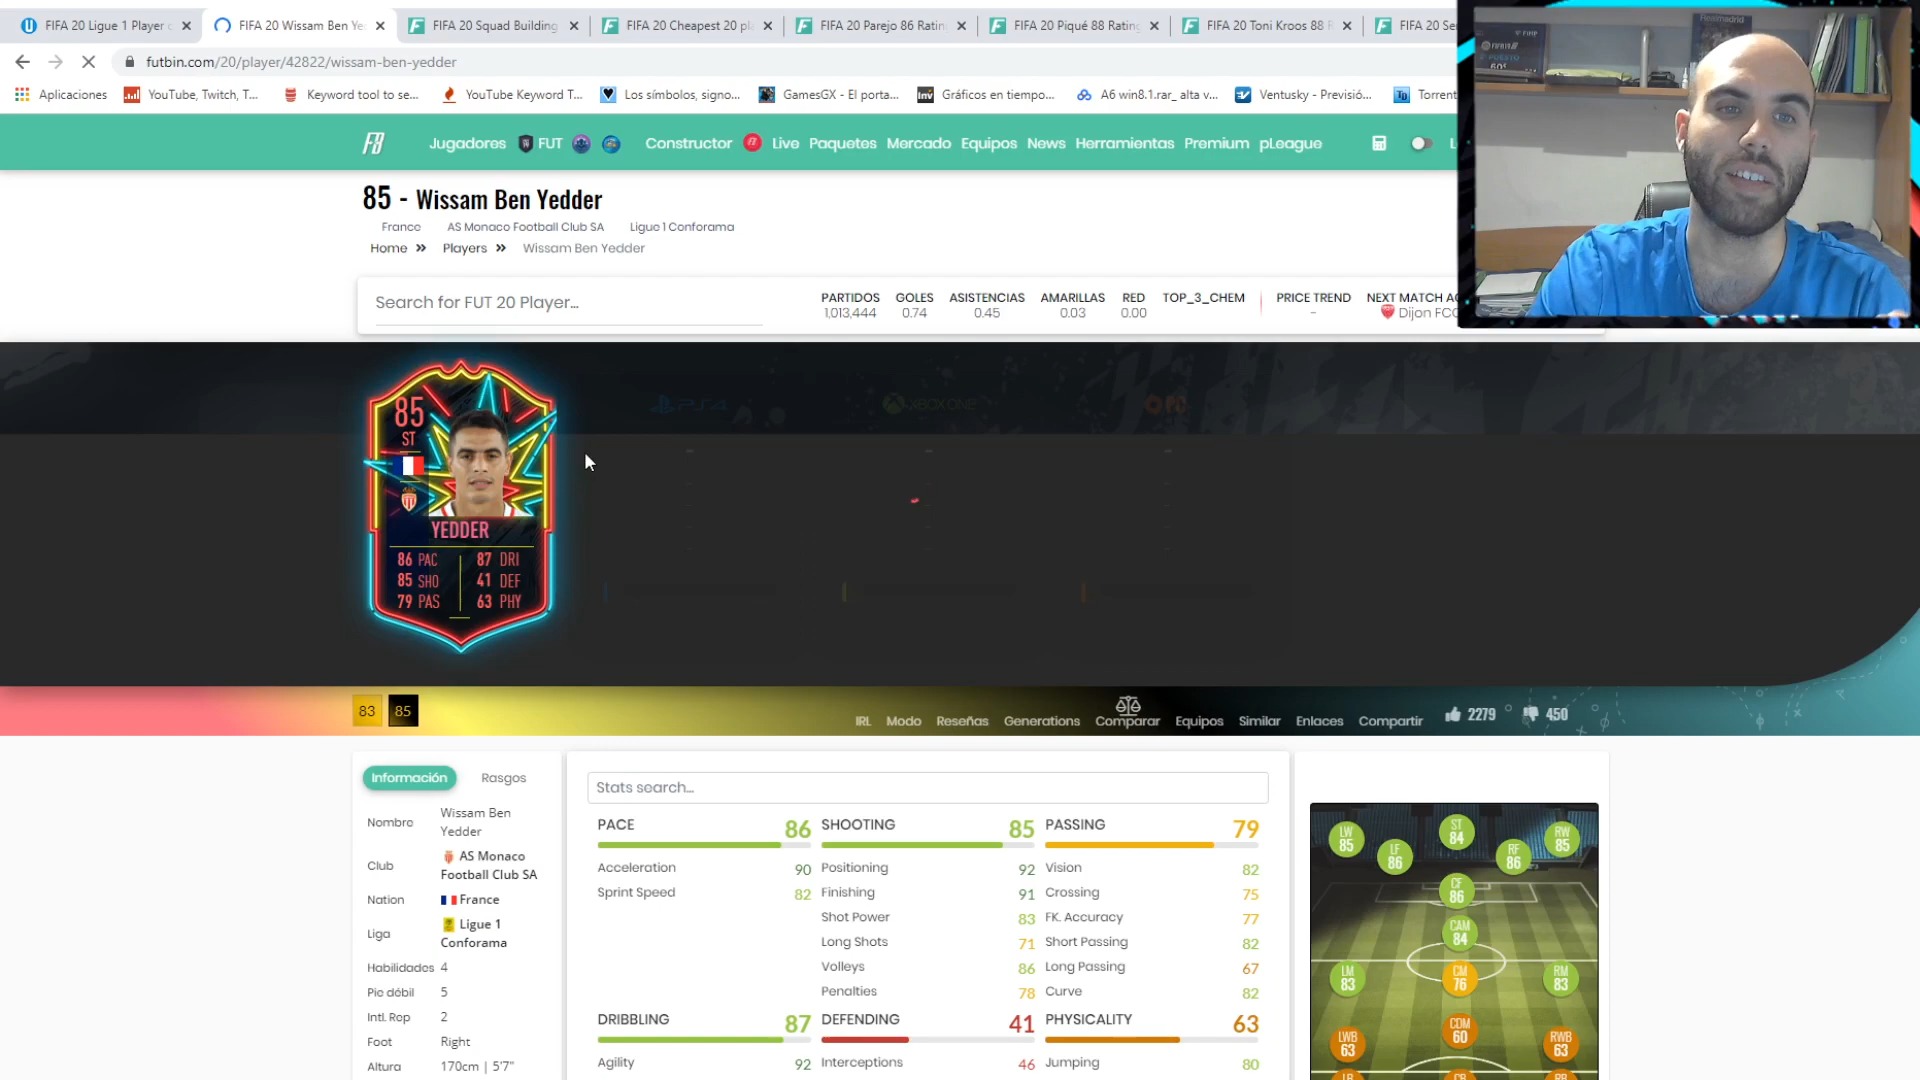 FIFA 20 Ligue 1 Player
FIFA 20 Wissam Ben Ye
FIFA 20 Squad Building
FIFA 20 Cheapest 20 pl
FIFA 20 Parejo 86 Ratin
FIFA 20 Piqué 88 Rating
FIFA 20 Toni Kroos 88 R
FIFA 20 Se
futbin.com/20/player/42822/wissam-ben-yedder
Aplicaciones
YouTube, Twitch, T...
Keyword tool to se...
YouTube Keyword T...
Los símbolos, signo...
GamesGX - El porta...
Gráficos en tiempo...
A6 win8.1.rar_ alta v...
Ventusky - Previsió...
Torrent
Jugadores FUT Constructor Live Paquetes Mercado Equipos News Herramientas Premium pLeague
85 - Wissam Ben Yedder
France AS Monaco Football Club SA Ligue 1 Conforama
Home » Players » Wissam Ben Yedder
Search for FUT 20 Player...
PARTIDOS GOLES ASISTENCIAS AMARILLAS RED TOP_3_CHEM PRICE TREND NEXT MATCH
1,013,444 0.74 0.45 0.03 0.00 - Dijon FCO
PS4 XBOX ONE
85
ST
YEDDER
86 PAC 87 DRI
85 SHO 41 DEF
79 PAS 63 PHY
83 85
IRL Modo Reseñas Generations Comparar Equipos Similar Enlaces Compartir 2279 450
Información Rasgos
Nombre Wissam Ben
Yedder
Club AS Monaco
Football Club SA
Nation France
Liga Ligue 1
Conforama
Habilidades 4
Pie débil 5
Intl. Rep 2
Foot Right
Altura 170cm | 5'7"
Stats search...
PACE 86 SHOOTING 85 PASSING 79
Acceleration 90 Positioning 92 Vision 82
Sprint Speed 82 Finishing 91 Crossing 75
Shot Power 83 FK. Accuracy 77
Long Shots 71 Short Passing 82
Volleys 86 Long Passing 67
Penalties 78 Curve 82
DRIBBLING 87 DEFENDING 41 PHYSICALITY 63
Agility 92 Interceptions 46 Jumping 80
LW
85
ST
84
RW
85
LF
86
RF
86
CF
86
CAM
84
LM
83
CM
76
RM
83
LWB
63
CDM
60
RWB
63